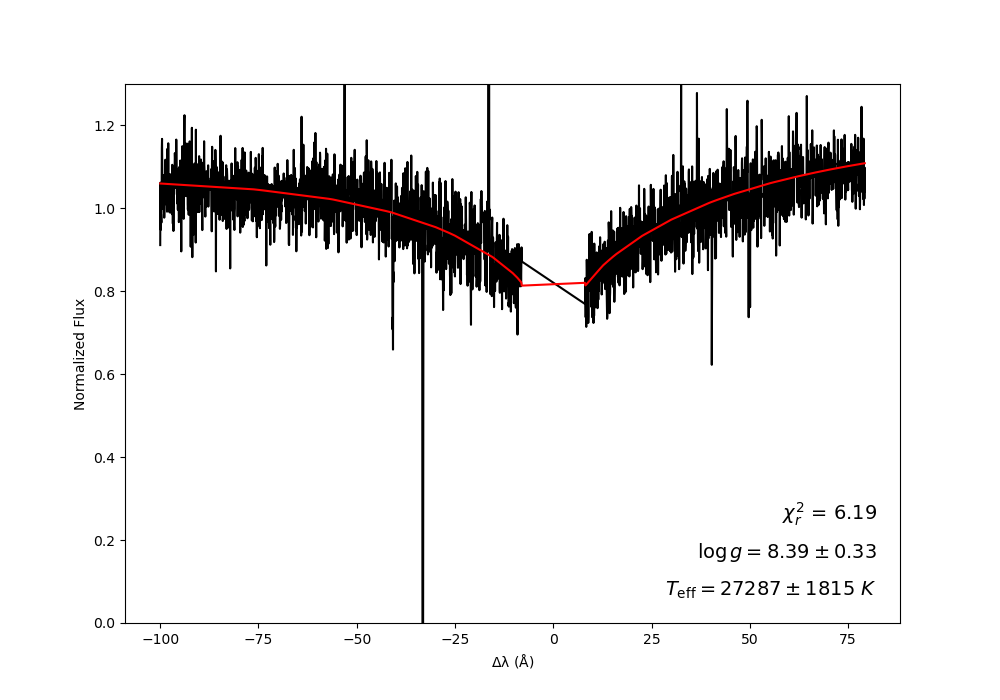 1.2
1.0
0.8
0.6
0.4
0.2
0.0
Normalized Flux
χ²ᵣ = 6.19
log g = 8.39 ± 0.33
T_eff = 27287 ± 1815 K
−100 −75 −50 −25 0 25 50 75
Δλ (Å)